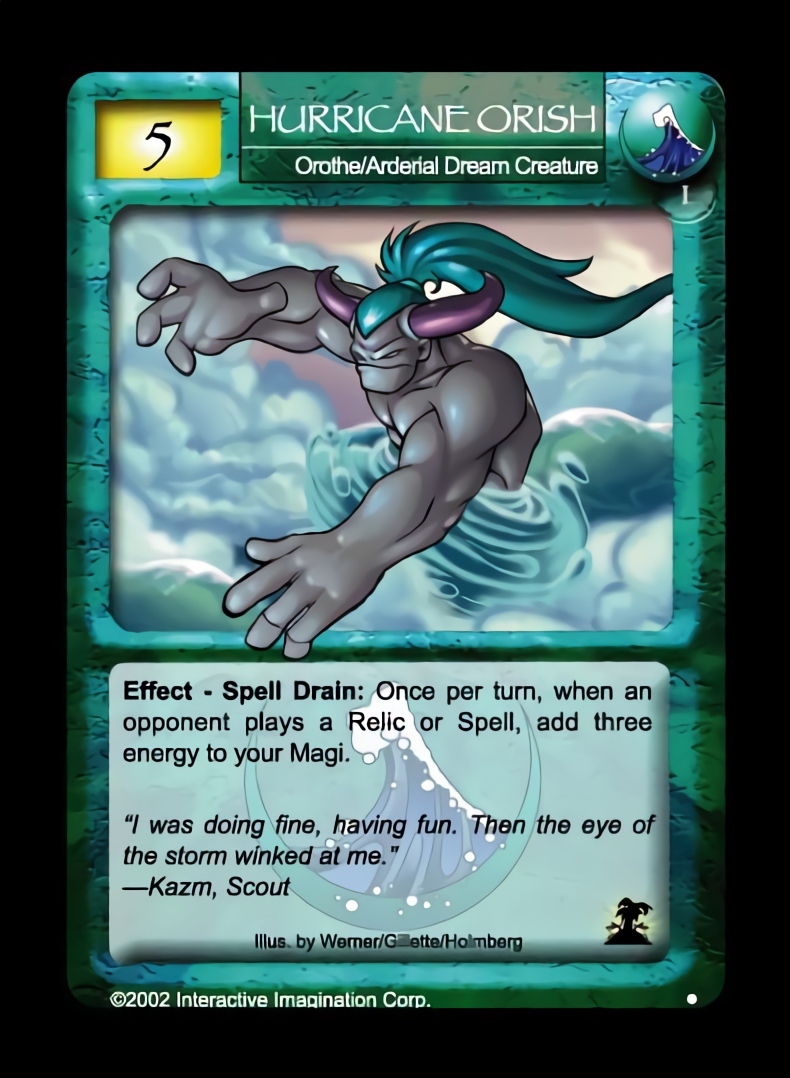 5
HURRICANE ORISH
Orothe/Arderial Dream Creature
I
Effect - Spell Drain: Once per turn, when an
opponent plays a Relic or Spell, add three
energy to your Magi.
“I was doing fine, having fun. Then the eye of
the storm winked at me."
—Kazm, Scout
Illus. by Werner/G ette/Holmberg
©2002 Interactive Imagination Corp.